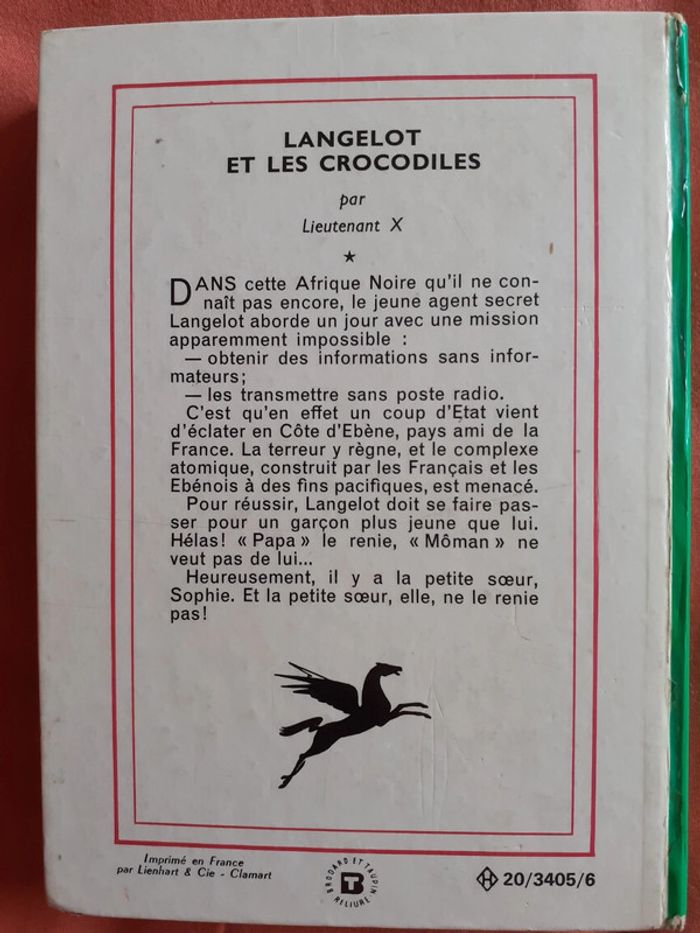 LANGELOT
ET LES CROCODILES
par
Lieutenant X
★
DANS cette Afrique Noire qu'il ne con-
naît pas encore, le jeune agent secret
Langelot aborde un jour avec une mission
apparemment impossible :
— obtenir des informations sans infor-
mateurs;
— les transmettre sans poste radio.
C'est qu'en effet un coup d'Etat vient
d'éclater en Côte d'Ebène, pays ami de la
France. La terreur y règne, et le complexe
atomique, construit par les Français et les
Ebénois à des fins pacifiques, est menacé.
Pour réussir, Langelot doit se faire pas-
ser pour un garçon plus jeune que lui.
Hélas! « Papa » le renie, « Môman » ne
veut pas de lui...
Heureusement, il y a la petite sœur,
Sophie. Et la petite sœur, elle, ne le renie
pas!
Imprimé en France
par Lienhart & Cie - Clamart
BRODARD ET TAUPIN
BT
RELIURE
H 20/3405/6